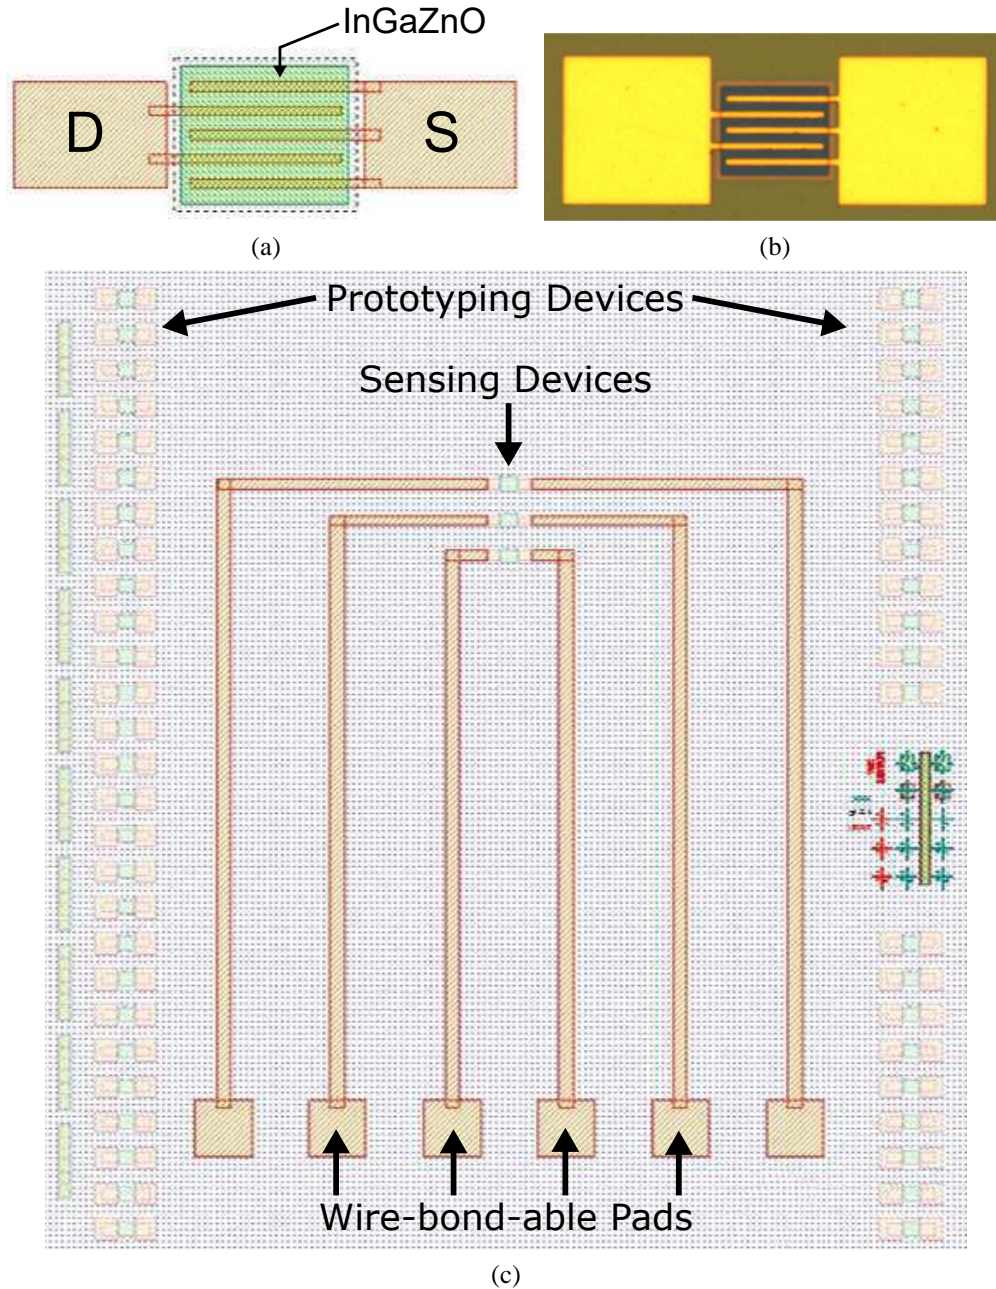 InGaZnO
D
S
(a)
(b)
Prototyping Devices
Sensing Devices
Wire-bond-able Pads
(c)